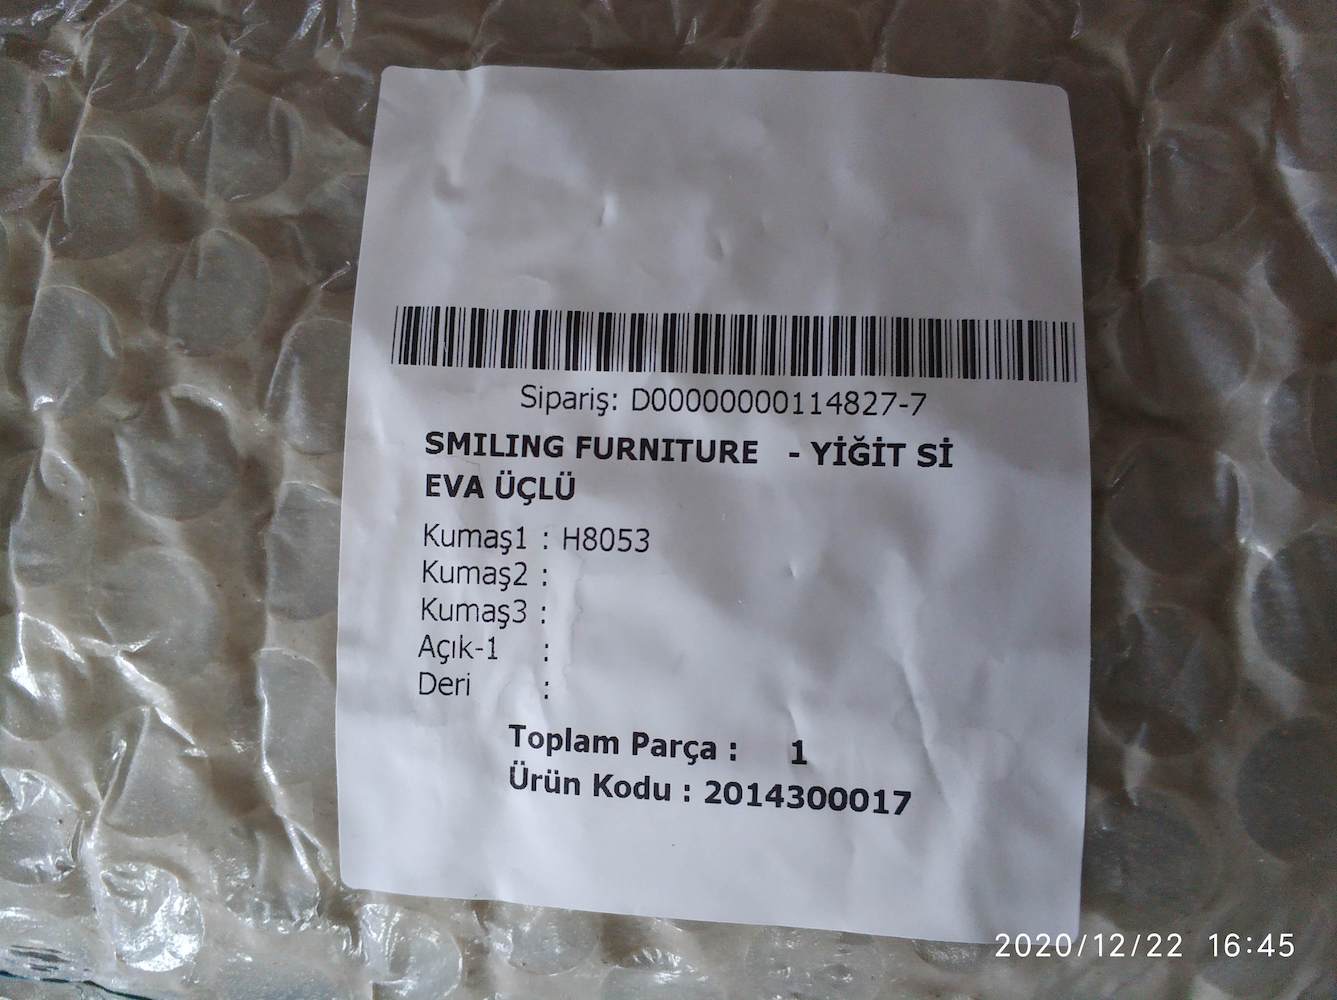 Sipariş: D00000000114827-7
SMILING FURNITURE - YİĞİT Sİ
EVA ÜÇLÜ
Kumaş1 : H8053
Kumaş2 :
Kumaş3 :
Açık-1 :
Deri :
Toplam Parça : 1
Ürün Kodu : 2014300017
2020/12/22 16:45